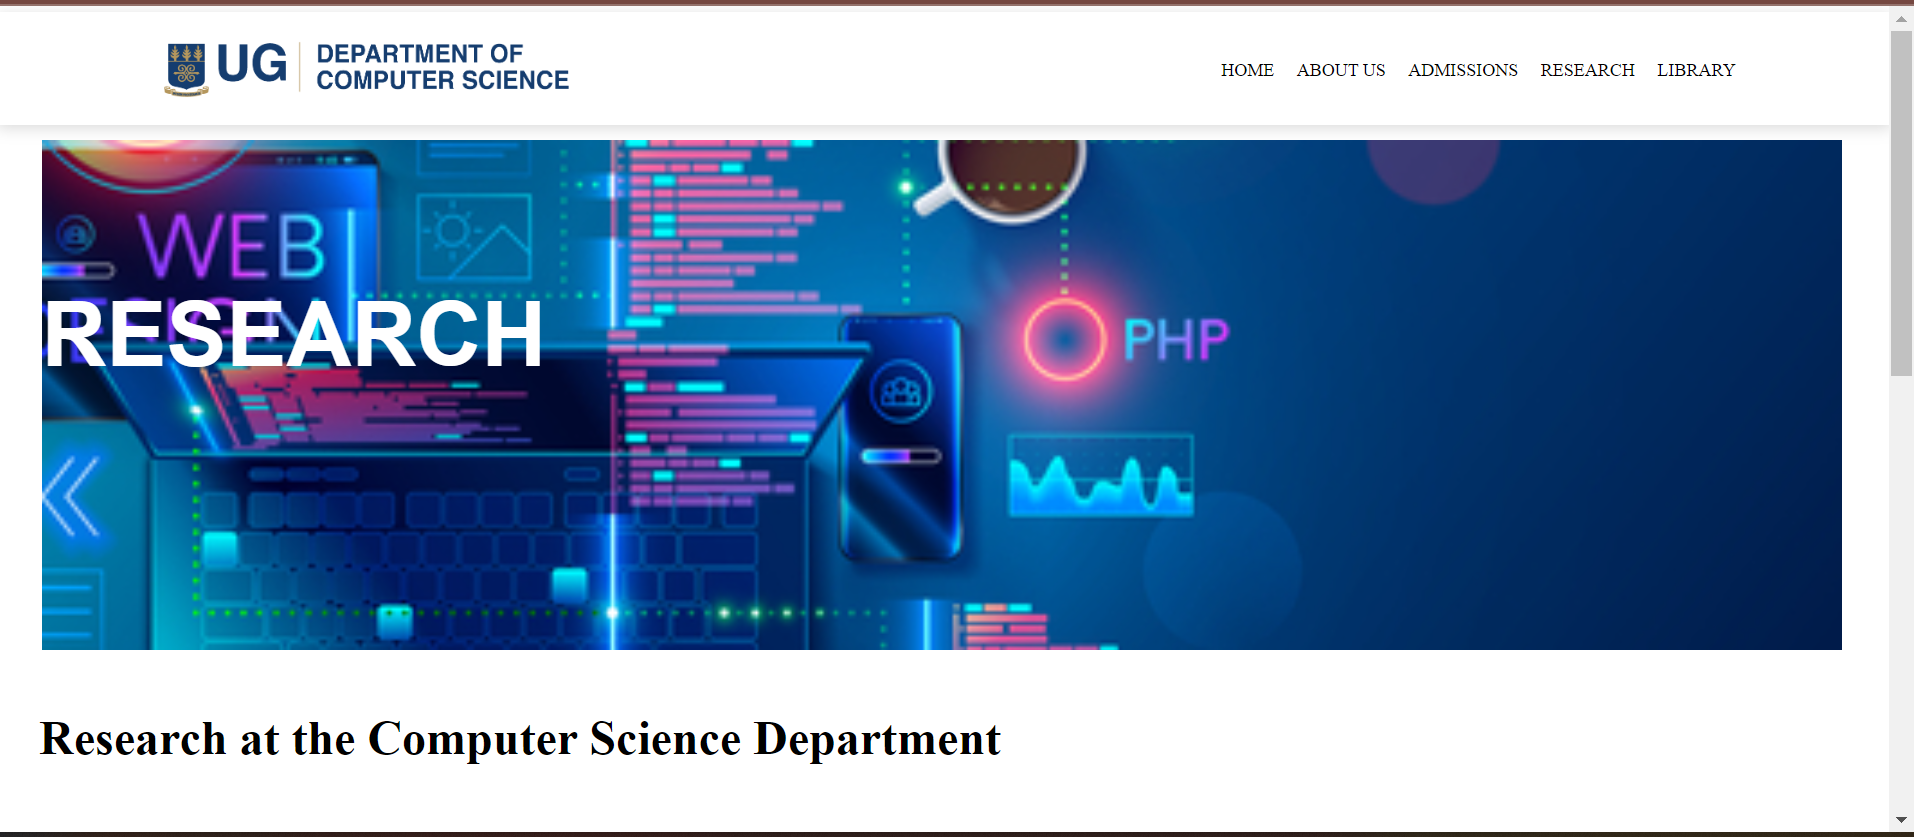 UG
DEPARTMENT OF
COMPUTER SCIENCE
HOME ABOUT US ADMISSIONS RESEARCH LIBRARY
WEB
RESEARCH
PHP
Research at the Computer Science Department